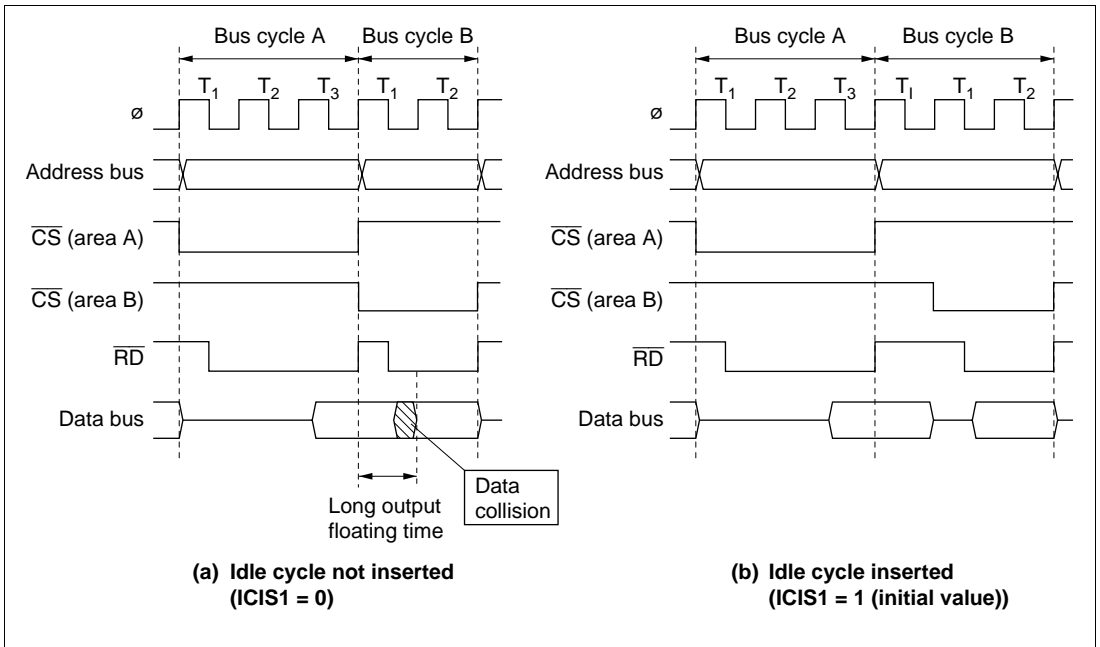 Bus cycle A Bus cycle B
T1 T2 T3 T1 T2
ø
Address bus
CS (area A)
CS (area B)
RD
Data bus
Long output
floating time
Data
collision
(a) Idle cycle not inserted
(ICIS1 = 0)
Bus cycle A Bus cycle B
T1 T2 T3 TI T1 T2
ø
Address bus
CS (area A)
CS (area B)
RD
Data bus
(b) Idle cycle inserted
(ICIS1 = 1 (initial value))